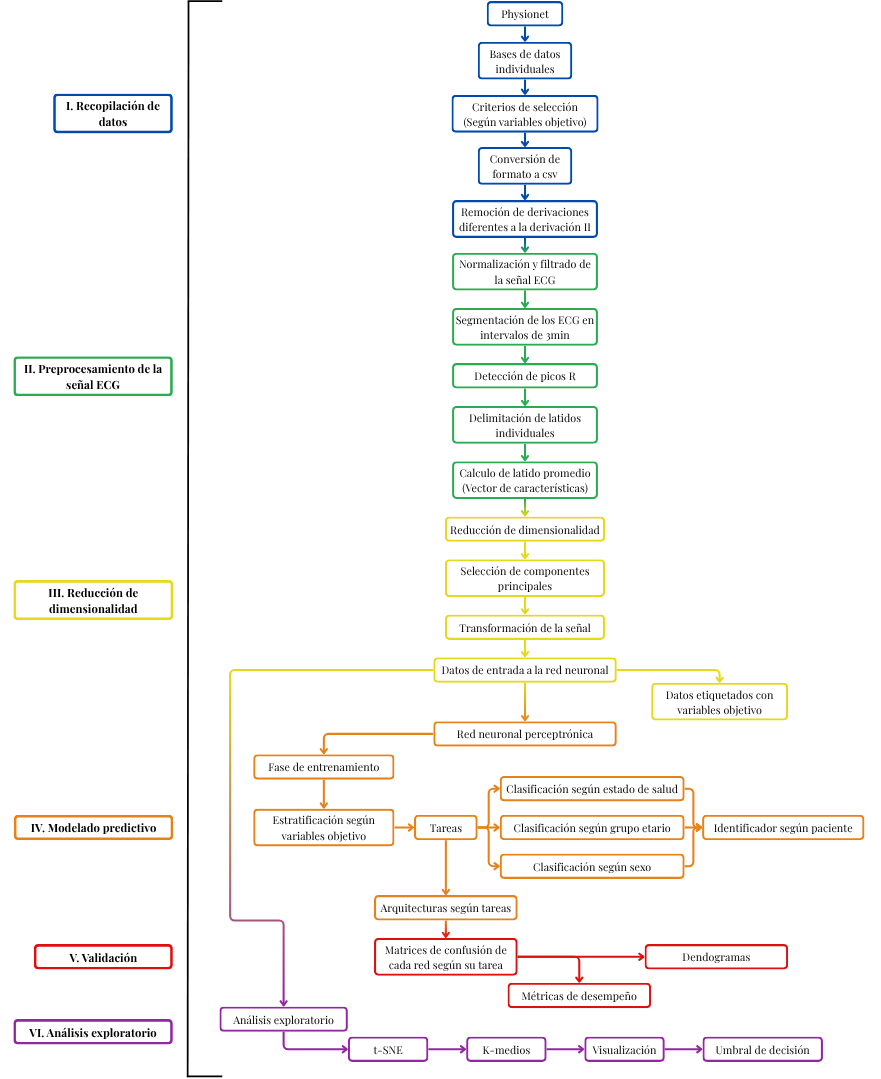 Physionet
Bases de datos
individuales
I. Recopilación de
datos
Criterios de selección
(Según variables objetivo)
Conversión de
formato a csv
Remoción de derivaciones
diferentes a la derivación II
Normalización y filtrado de
la señal ECG
Segmentación de los ECG en
intervalos de 3min
II. Preprocesamiento de la
señal ECG
Detección de picos R
Delimitación de latidos
individuales
Calculo de latido promedio
(Vector de características)
Reducción de dimensionalidad
III. Reducción de
dimensionalidad
Selección de componentes
principales
Transformación de la señal
Datos de entrada a la red neuronal
Datos etiquetados con
variables objetivo
Red neuronal perceptrónica
Fase de entrenamiento
IV. Modelado predictivo
Estratificación según
variables objetivo
Tareas
Clasificación según estado de salud
Clasificación según grupo etario
Clasificación según sexo
Identificador según paciente
Arquitecturas según tareas
V. Validación
Matrices de confusión de
cada red según su tarea
Dendogramas
Métricas de desempeño
VI. Análisis exploratorio
Análisis exploratorio
t-SNE
K-medios
Visualización
Umbral de decisión